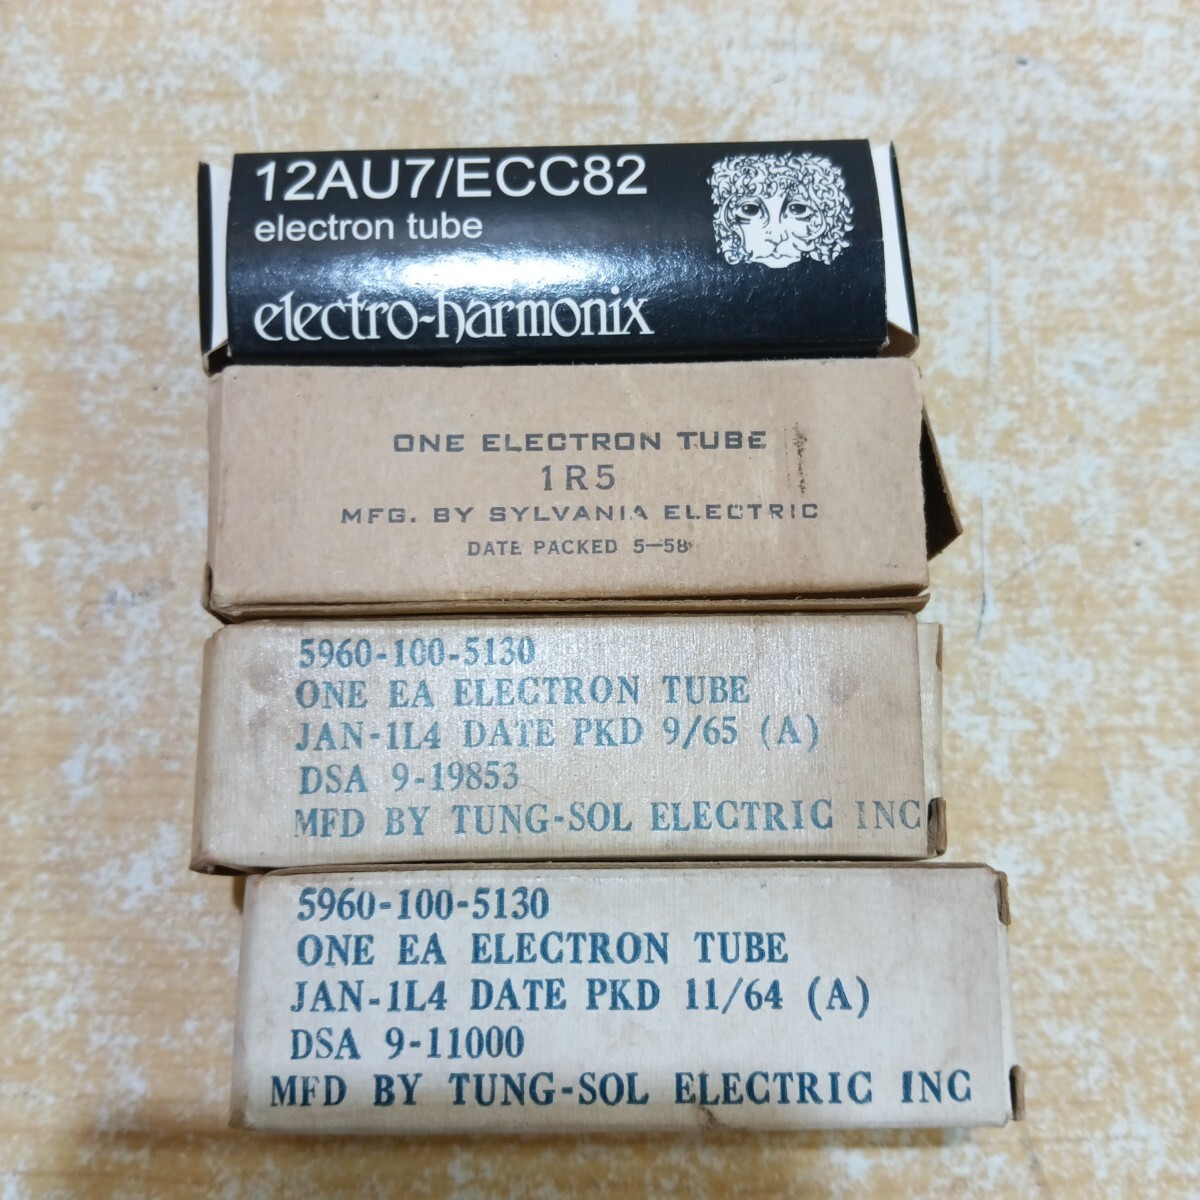 12AU7/ECC82
electron tube
electro-harmonix
ONE ELECTRON TUBE
1R5
MFG. BY SYLVANIA ELECTRIC
DATE PACKED 5-58
5960-100-5130
ONE EA ELECTRON TUBE
JAN-1L4 DATE PKD 9/65 (A)
DSA 9-19853
MFD BY TUNG-SOL ELECTRIC INC
5960-100-5130
ONE EA ELECTRON TUBE
JAN-1L4 DATE PKD 11/64 (A)
DSA 9-11000
MFD BY TUNG-SOL ELECTRIC INC